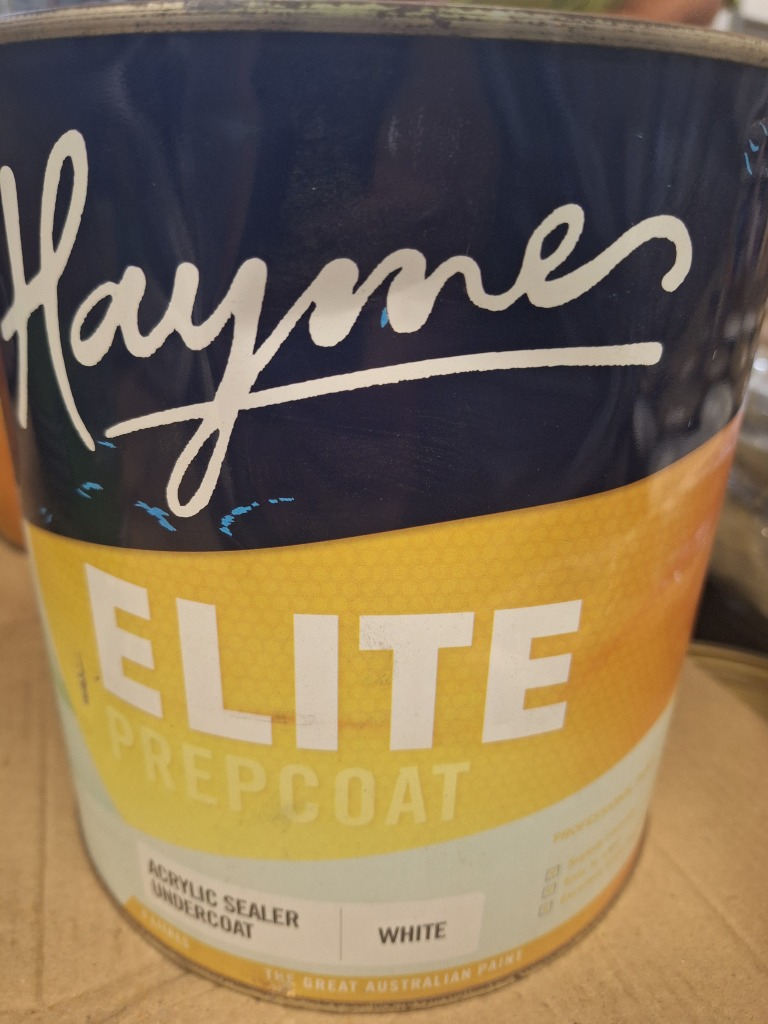 Haymes
ELITE
PREPCOAT
ACRYLIC SEALER
UNDERCOAT
WHITE
THE GREAT AUSTRALIAN PAINT